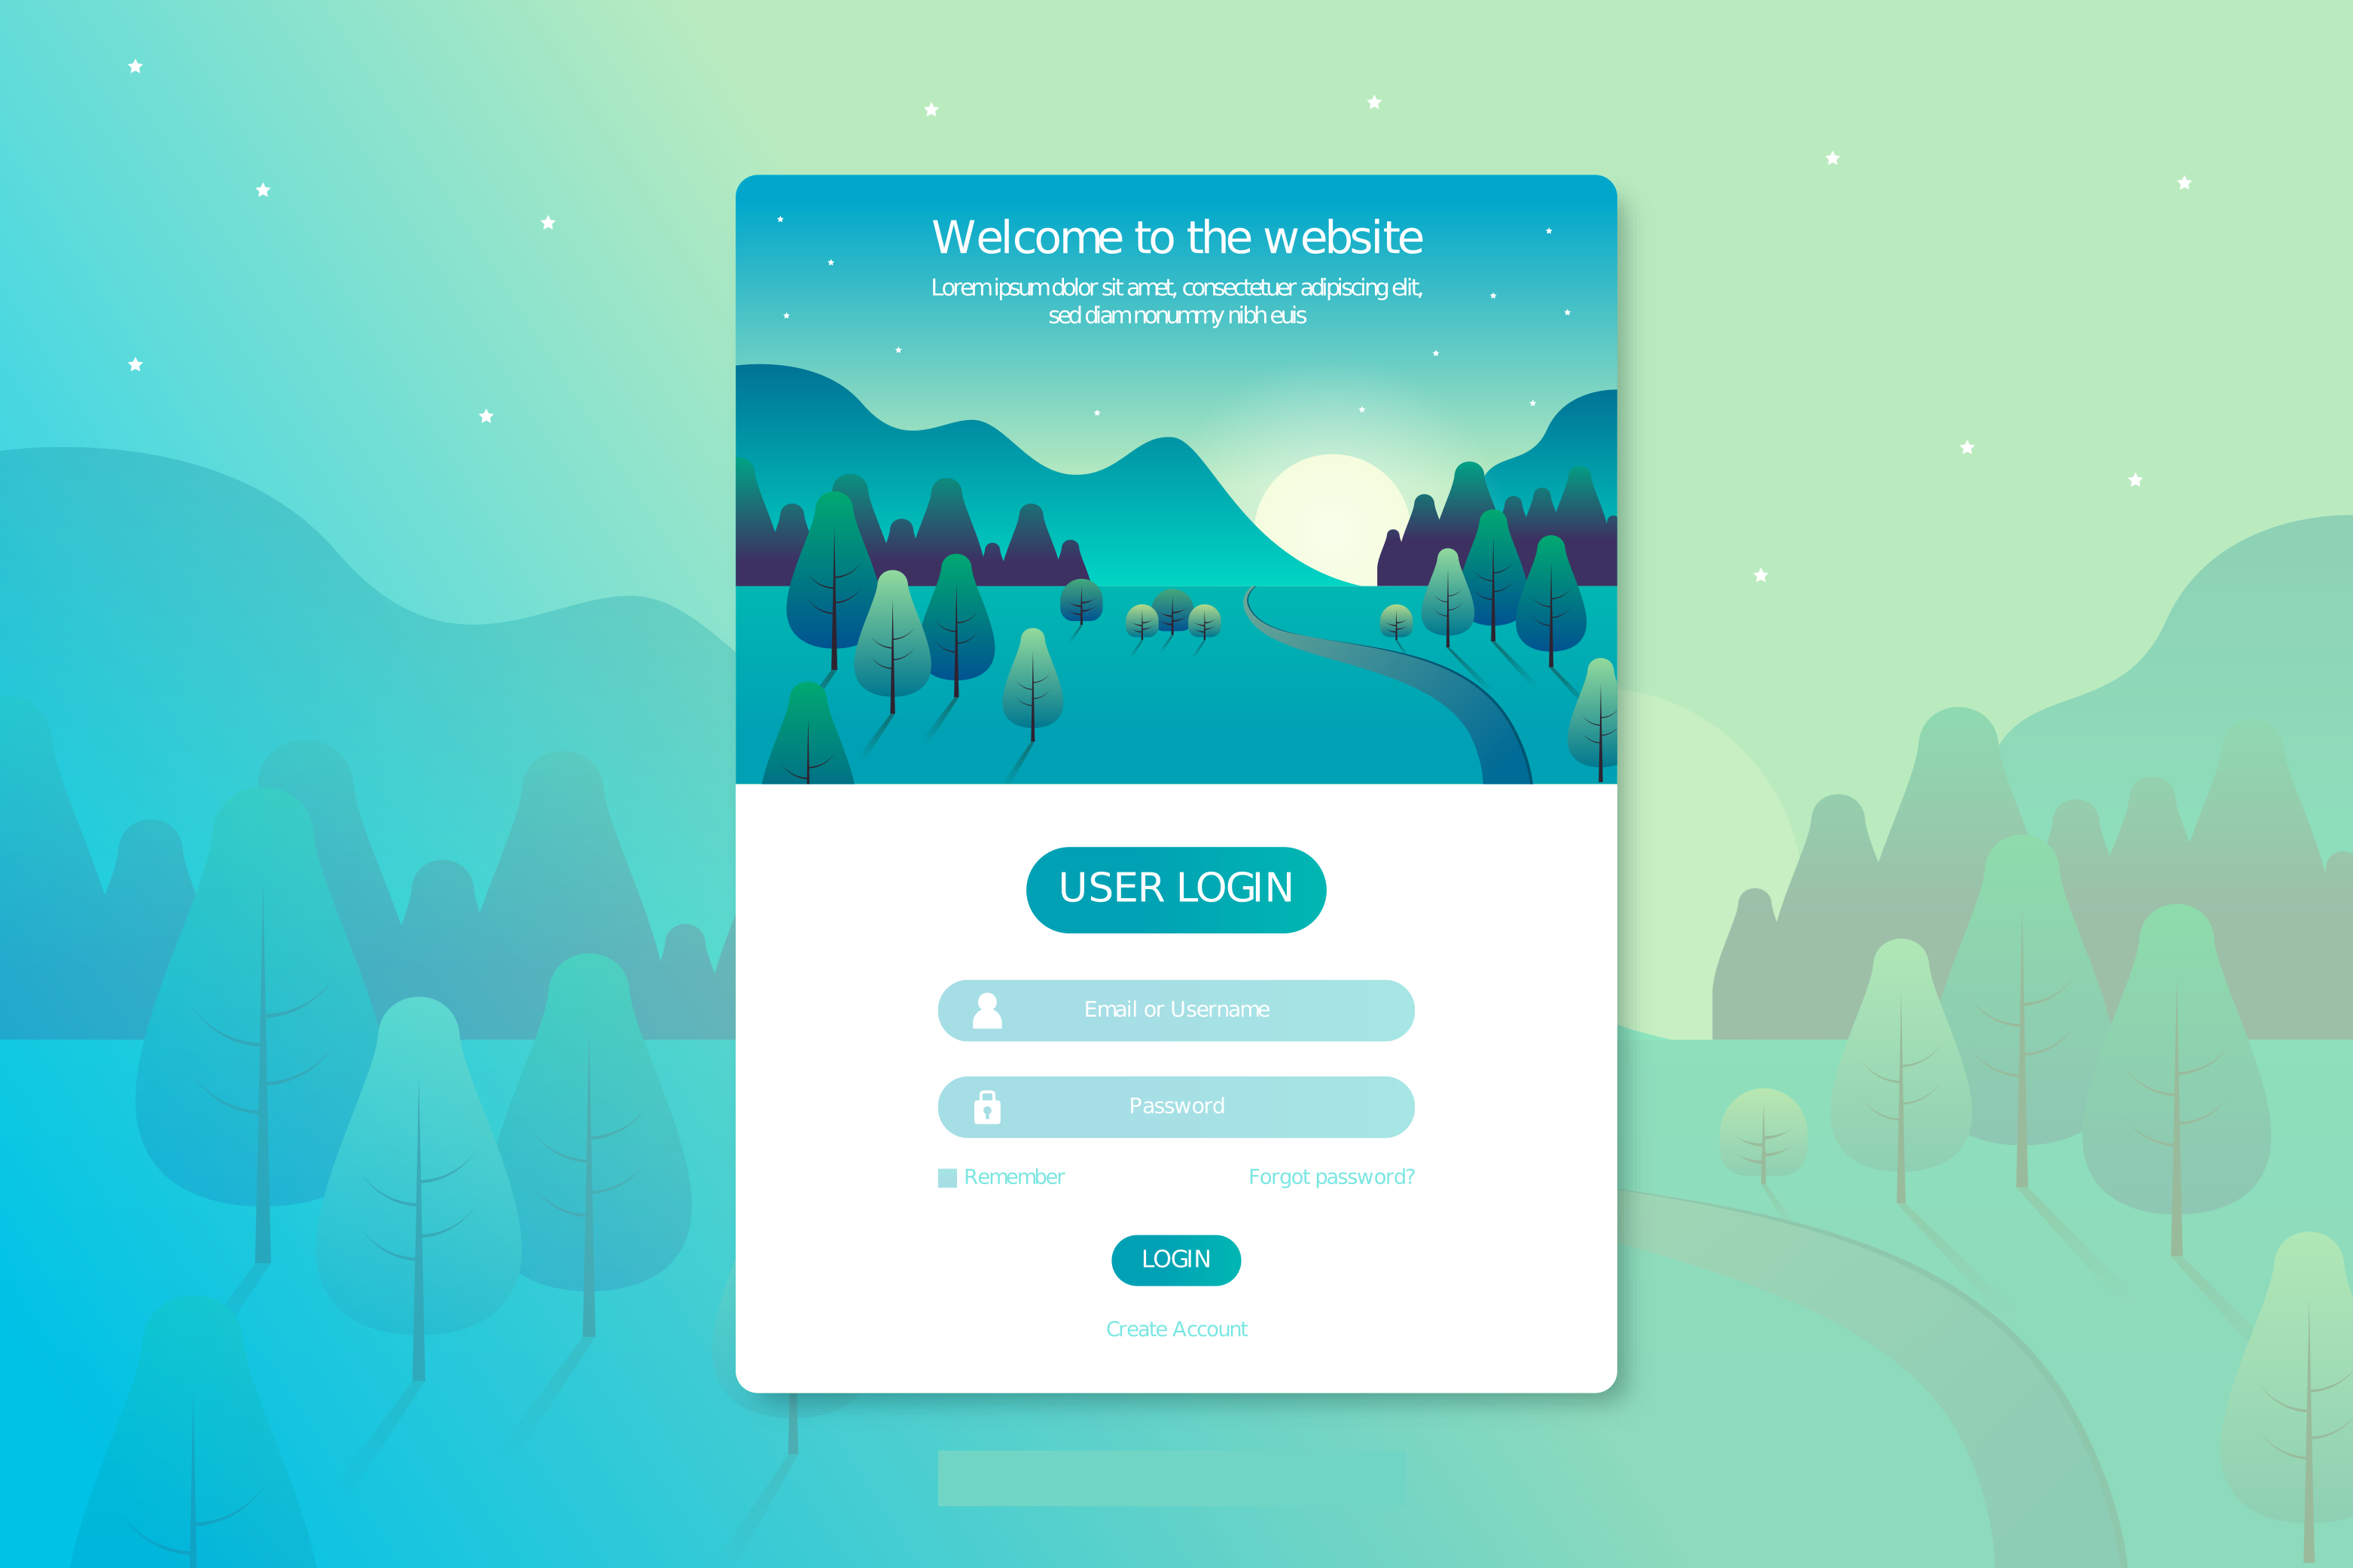 Welcome to the website
Lorem ipsum dolor sit amet, consectetuer adipiscing elit,
sed diam nonummy nibh euis
USER LOGIN
Email or Username
Password
Remember
Forgot password?
LOGIN
Create Account